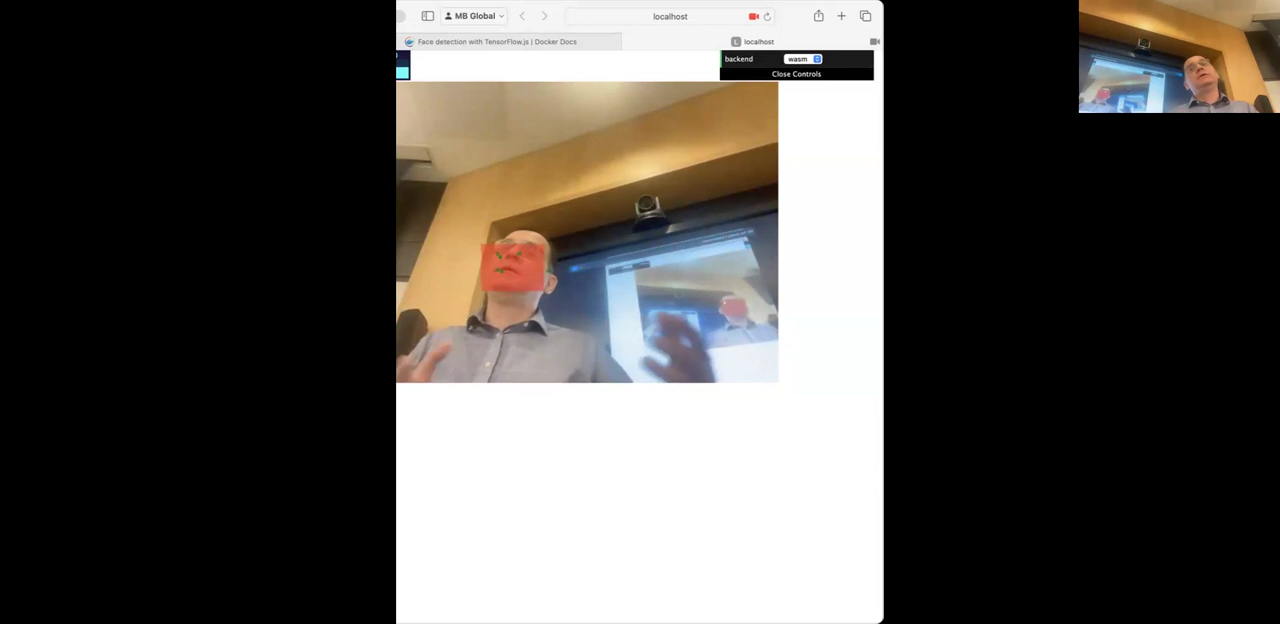 MB Global
localhost
Face detection with TensorFlow.js | Docker Docs
L localhost
backend
wasm
Close Controls